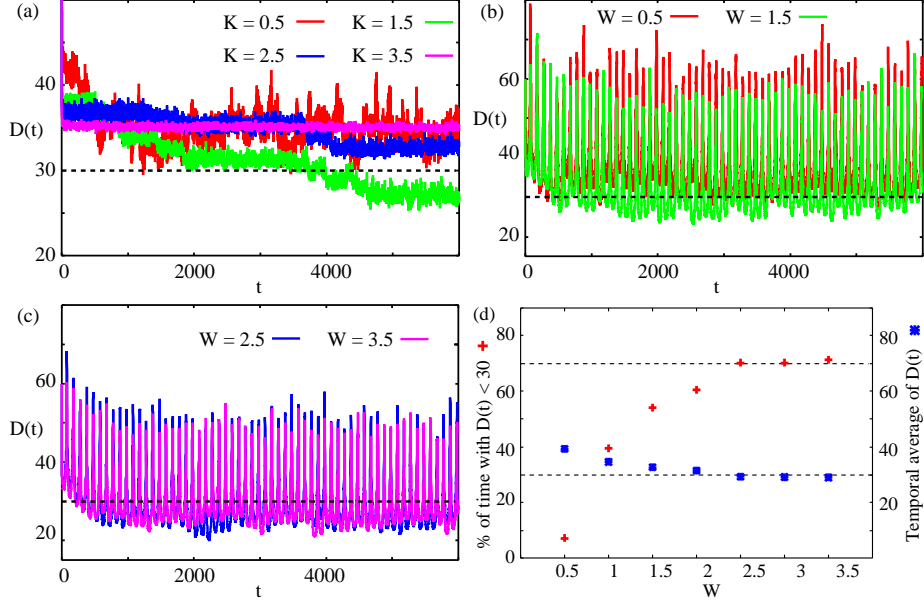 (a)
K = 0.5
K = 1.5
K = 2.5
K = 3.5
40
D(t)
30
20
0
2000
4000
t
(b)
W = 0.5
W = 1.5
60
D(t)
40
20
0
2000
4000
t
(c)
W = 2.5
W = 3.5
60
D(t)
40
20
0
2000
4000
t
(d)
% of time with D(t) < 30
80
60
40
20
0
0.5
1
1.5
2
2.5
3
3.5
W
80
60
40
20
Temporal average of D(t)